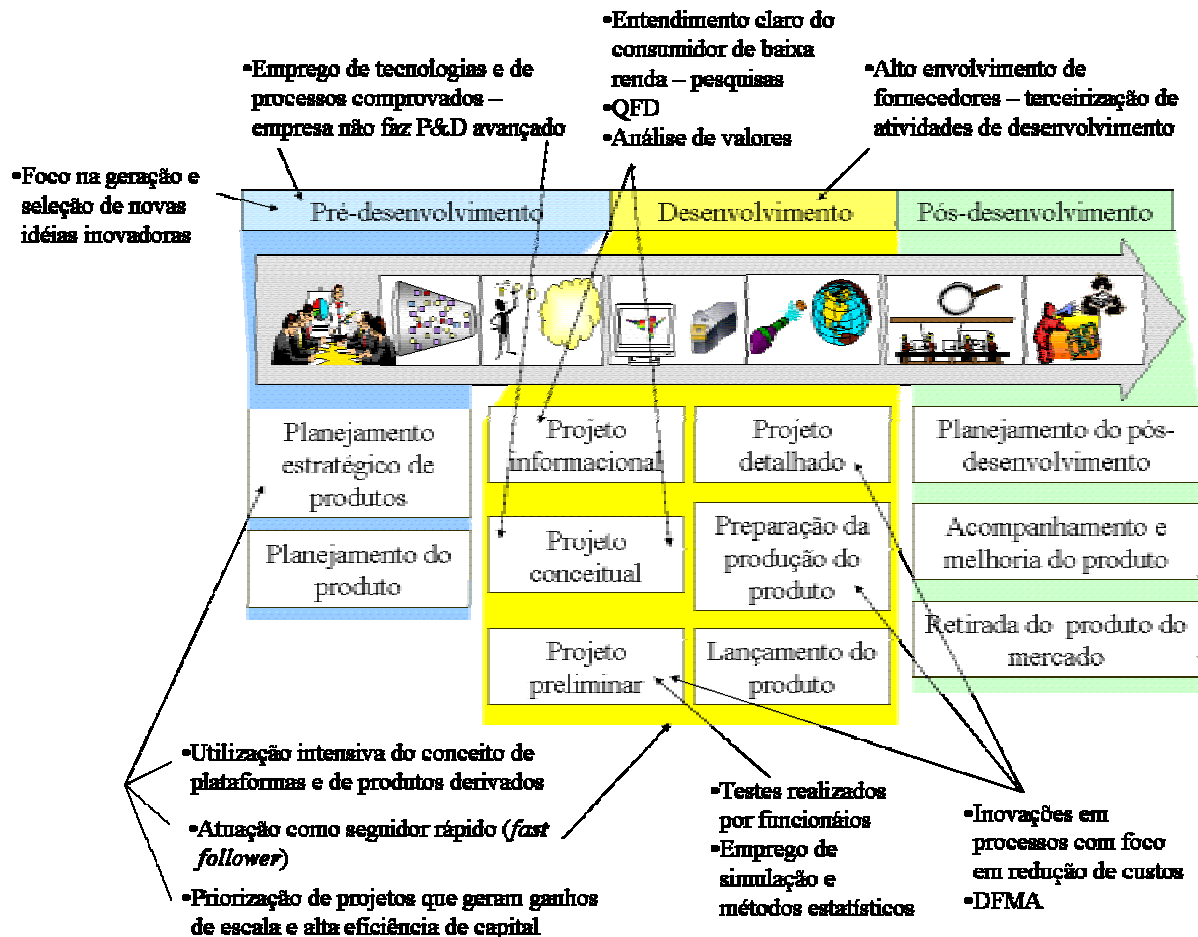 •Entendimento claro do
consumidor de baixa
renda – pesquisas
•QFD
•Análise de valores
•Emprego de tecnologias e de
processos comprovados –
empresa não faz P&D avançado
•Alto envolvimento de
fornecedores – terceirização de
atividades de desenvolvimento
•Foco na geração e
seleção de novas
idéias inovadoras
Pré-desenvolvimento
Desenvolvimento
Pós-desenvolvimento
Planejamento
estratégico de
produtos
Planejamento do
produto
Projeto
informacional
Projeto
conceitual
Projeto
preliminar
Projeto
detalhado
Preparação da
produção do
produto
Lançamento do
produto
Planejamento do pós-
desenvolvimento
Acompanhamento e
melhoria do produto
Retirada do produto do
mercado
•Utilização intensiva do conceito de
plataformas e de produtos derivados
•Atuação como seguidor rápido (fast
follower)
•Priorização de projetos que geram ganhos
de escala e alta eficiência de capital
•Testes realizados
por funcionáios
•Emprego de
simulação e
métodos estatísticos
•Inovações em
processos com foco
em redução de custos
•DFMA